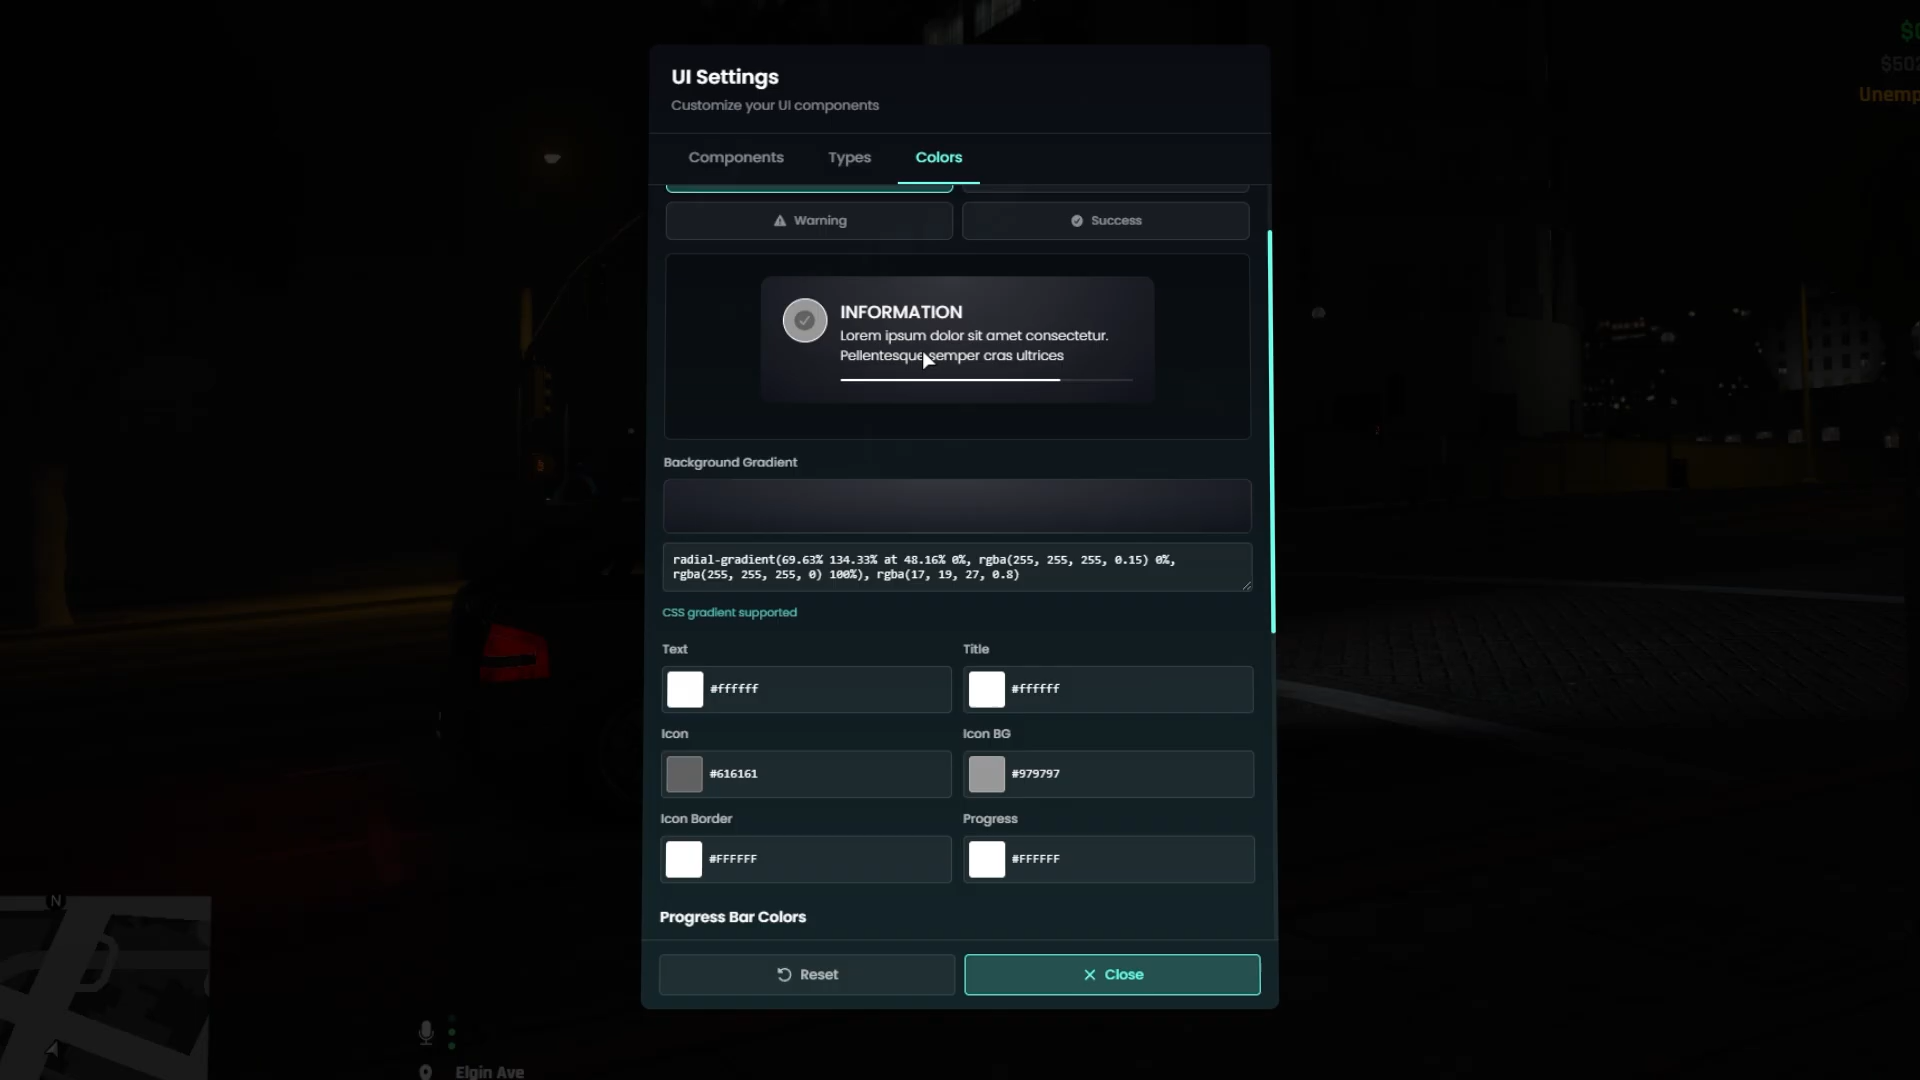 UI Settings
Customize your UI components
Components Types Colors
Warning Success
INFORMATION
Lorem ipsum dolor sit amet consectetur.
Pellentesque semper cras ultrices
Background Gradient
radial-gradient(69.63% 134.33% at 48.16% 0%, rgba(255, 255, 255, 0.15) 0%,
rgba(255, 255, 255, 0) 100%), rgba(17, 19, 27, 0.8)
CSS gradient supported
Text Title
#ffffff #ffffff
Icon Icon BG
#616161 #979797
Icon Border Progress
#FFFFFF #FFFFFF
Progress Bar Colors
Reset Close
$502
Unemp
N
Elgin Ave